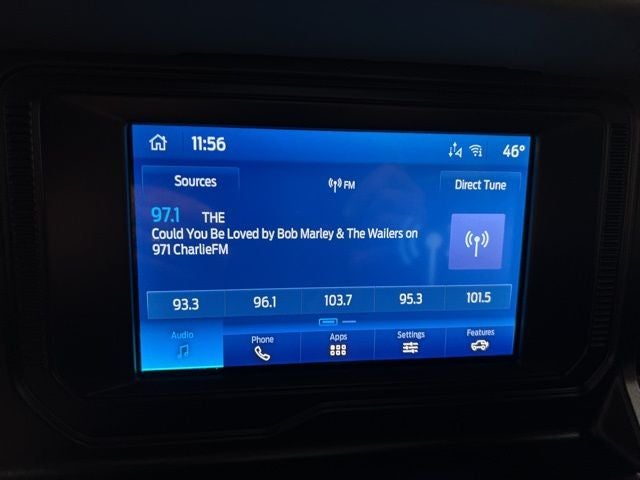 11:56 46°
Sources FM Direct Tune
97.1 THE
Could You Be Loved by Bob Marley & The Wailers on
971 CharlieFM
93.3 96.1 103.7 95.3 101.5
Audio Phone Apps Settings Features